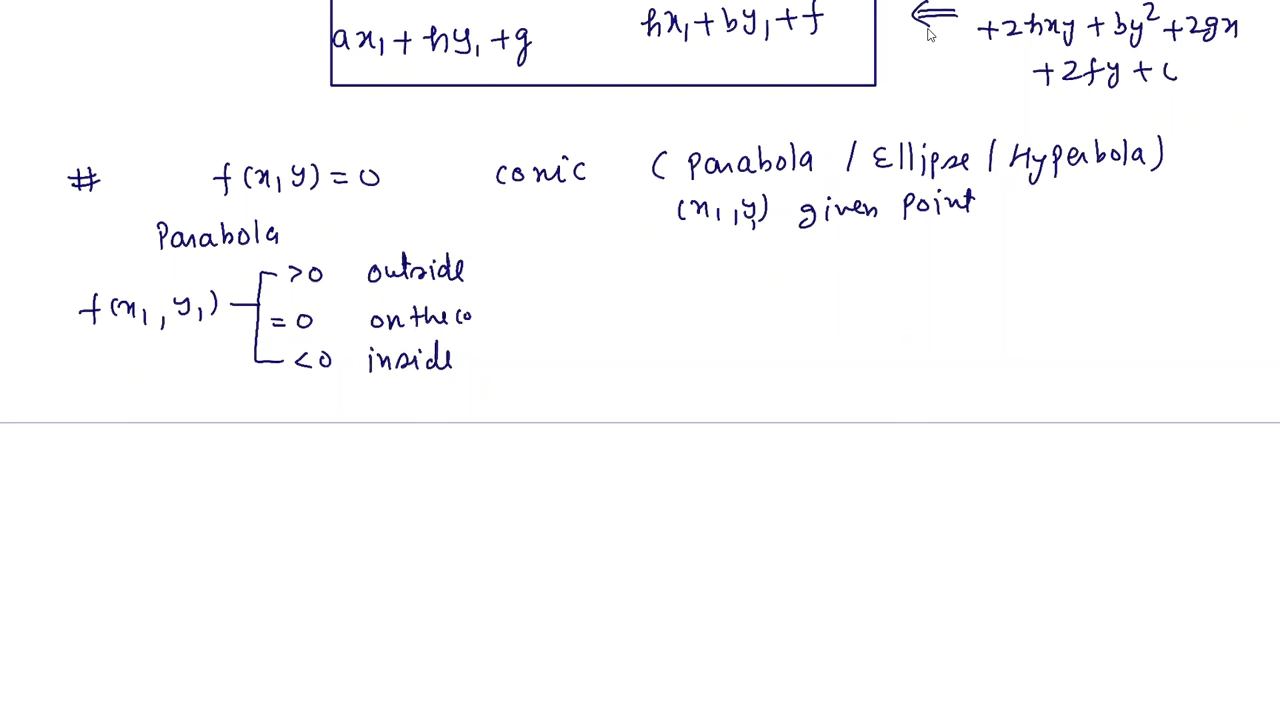 ax₁ + hy₁ + g hx₁ + by₁ + f ⇐ +2hxy + by² + 2gx
+ 2fy + c
# f(x, y) = 0 conic (Parabola / Ellipse / Hyperbola)
(x₁, y₁) given point
Parabola
f(x₁, y₁) > 0 outside
= 0 on the co
< 0 inside